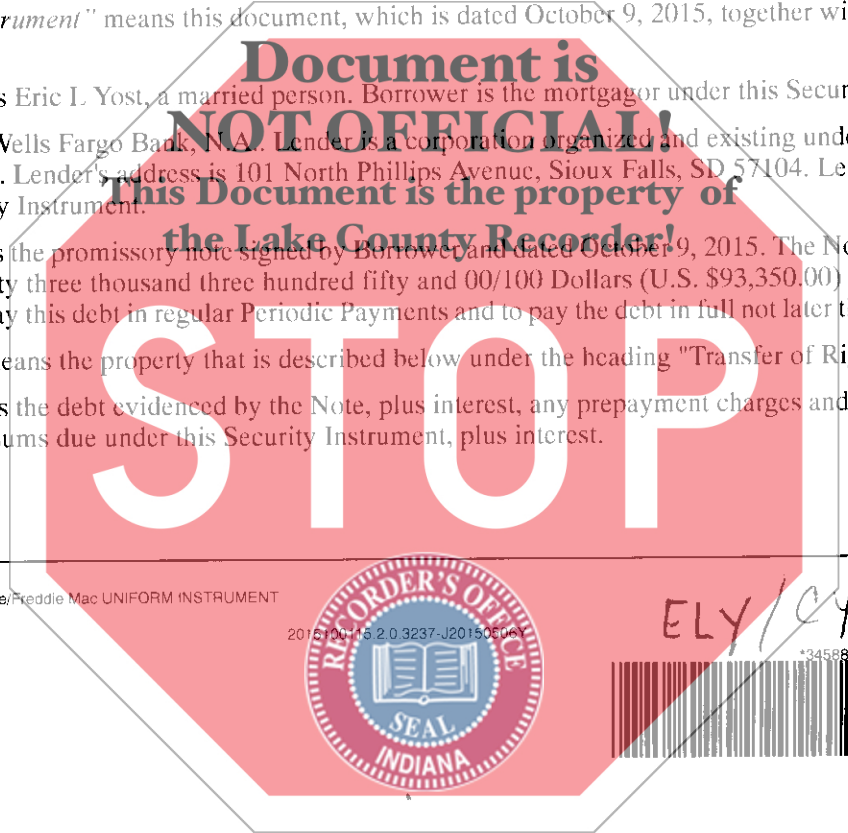 rument" means this document, which is dated October 9, 2015, together wi
Document is
s Eric L Yost, a married person. Borrower is the mortgagor under this Secur
NOT OFFICIAL!
Wells Fargo Bank, N.A.. Lender is a corporation organized and existing unde
. Lender's address is 101 North Phillips Avenue, Sioux Falls, SD 57104. Le
This Document is the property of
y Instrument.
the Lake County Recorder!
s the promissory note signed by Borrower and dated October 9, 2015. The No
ty three thousand three hundred fifty and 00/100 Dollars (U.S. $93,350.00)
ay this debt in regular Periodic Payments and to pay the debt in full not later t
eans the property that is described below under the heading "Transfer of Ri
s the debt evidenced by the Note, plus interest, any prepayment charges and
ums due under this Security Instrument, plus interest.
STOP
e/Freddie Mac UNIFORM INSTRUMENT
RECORDER'S OFFICE
SEAL
INDIANA
ELY/CY
*34588